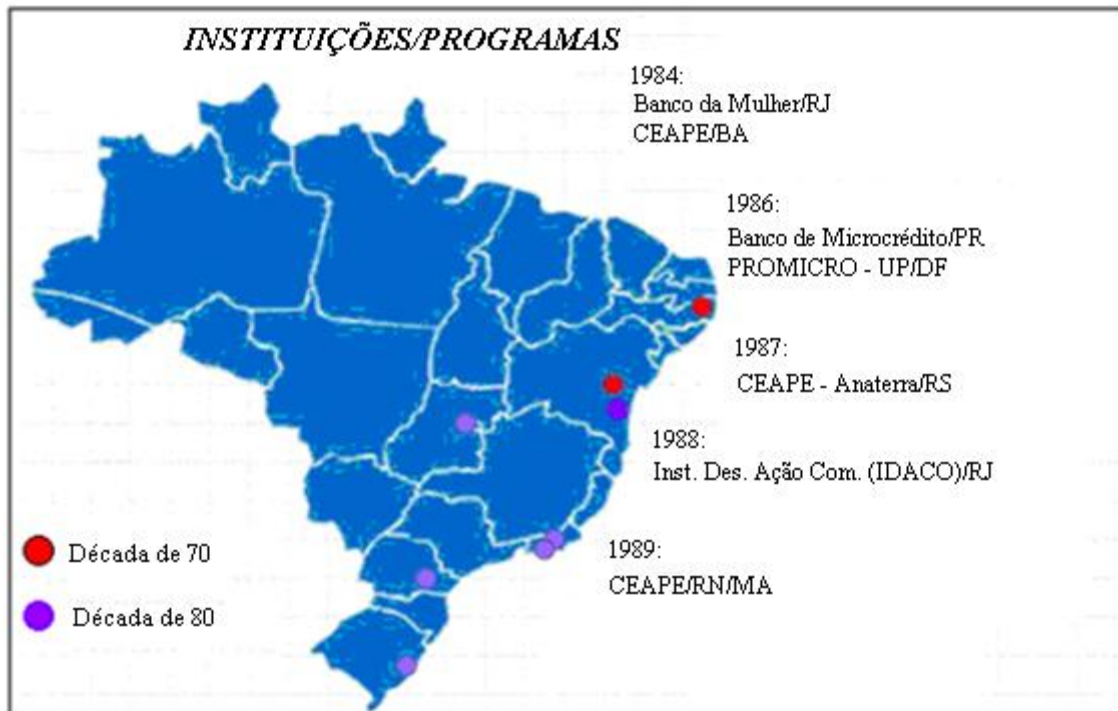 INSTITUIÇÕES/PROGRAMAS
1984:
Banco da Mulher/RJ
CEAPE/BA
1986:
Banco de Microcrédito/PR
PROMICRO - UP/DF
1987:
CEAPE - Anaterra/RS
1988:
Inst. Des. Ação Com. (IDACO)/RJ
1989:
CEAPE/RN/MA
Década de 70
Década de 80